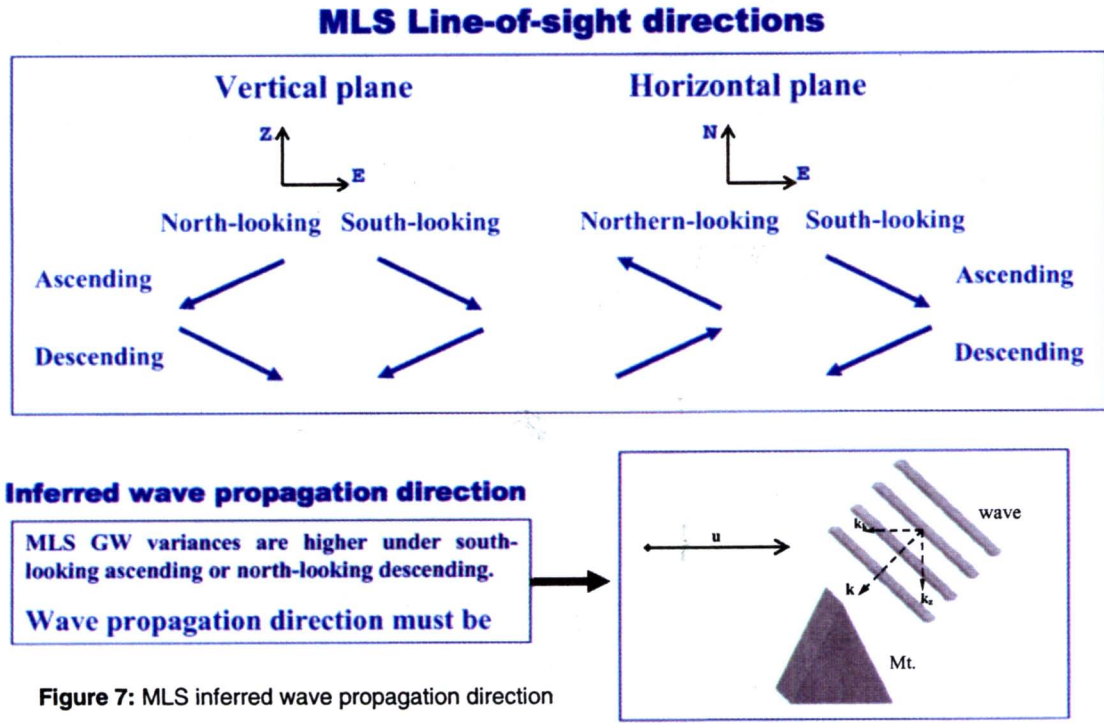 MLS Line-of-sight directions
Vertical plane
Horizontal plane
Z
E
N
E
North-looking South-looking
Northern-looking South-looking
Ascending
Ascending
Descending
Descending
Inferred wave propagation direction
MLS GW variances are higher under south-
looking ascending or north-looking descending.
Wave propagation direction must be
u
wave
k
kz
Mt.
Figure 7: MLS inferred wave propagation direction